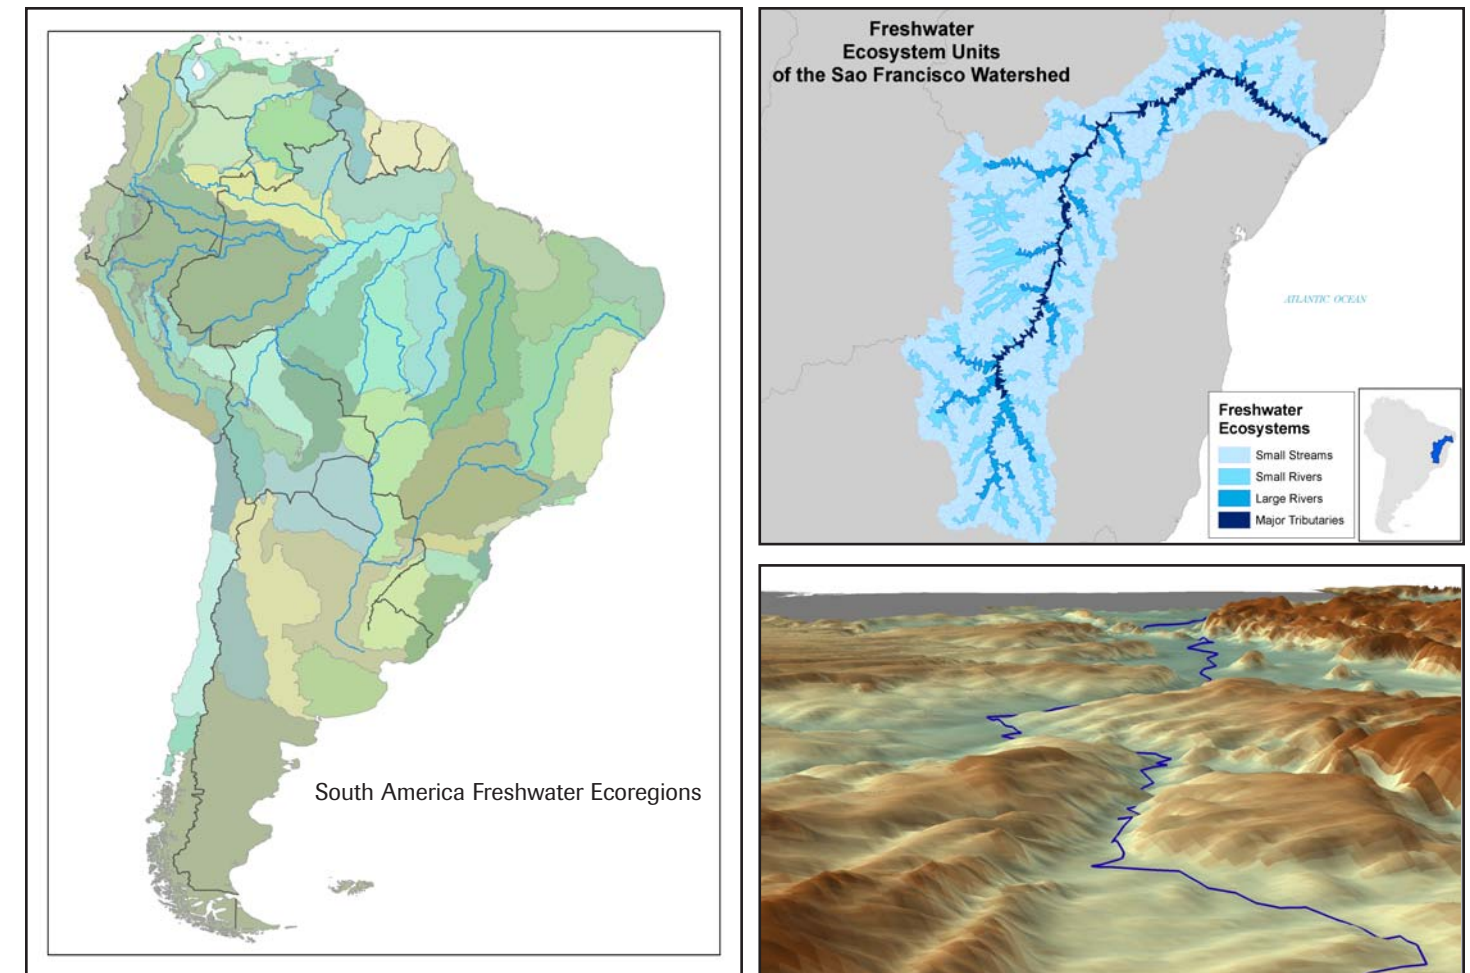 South America Freshwater Ecoregions
Freshwater
Ecosystem Units
of the Sao Francisco Watershed
ATLANTIC OCEAN
Freshwater
Ecosystems
Small Streams
Small Rivers
Large Rivers
Major Tributaries